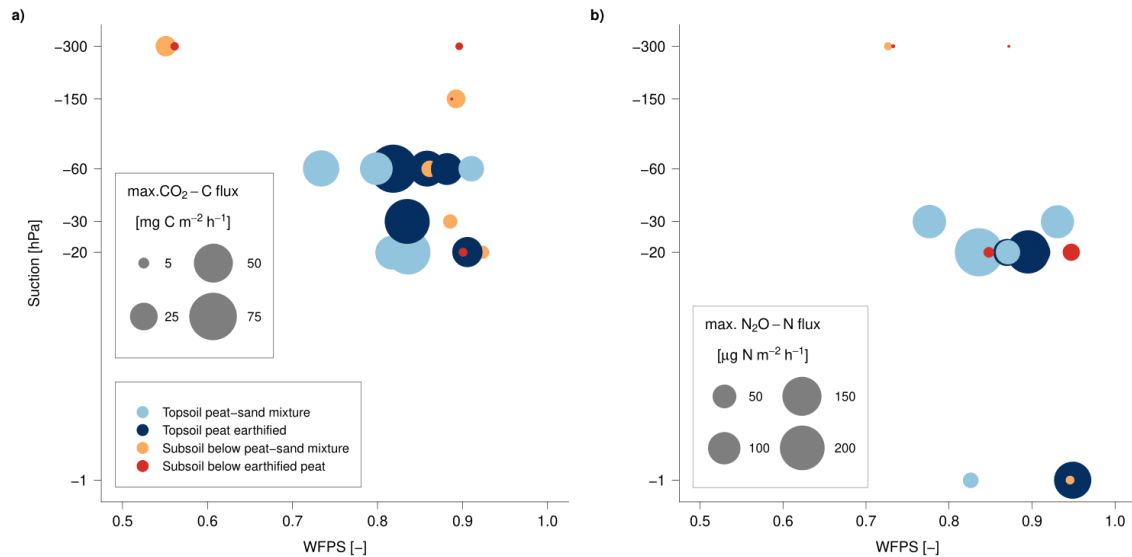 a)
Suction [hPa]
−300
−150
−60
−30
−20
−1
max.CO₂−C flux
[mg C m⁻² h⁻¹]
5 50
25 75
Topsoil peat−sand mixture
Topsoil peat earthified
Subsoil below peat−sand mixture
Subsoil below earthified peat
0.5 0.6 0.7 0.8 0.9 1.0
WFPS [−]
b)
−300
−150
−60
−30
−20
−1
max. N₂O−N flux
[µg N m⁻² h⁻¹]
50 150
100 200
0.5 0.6 0.7 0.8 0.9 1.0
WFPS [−]